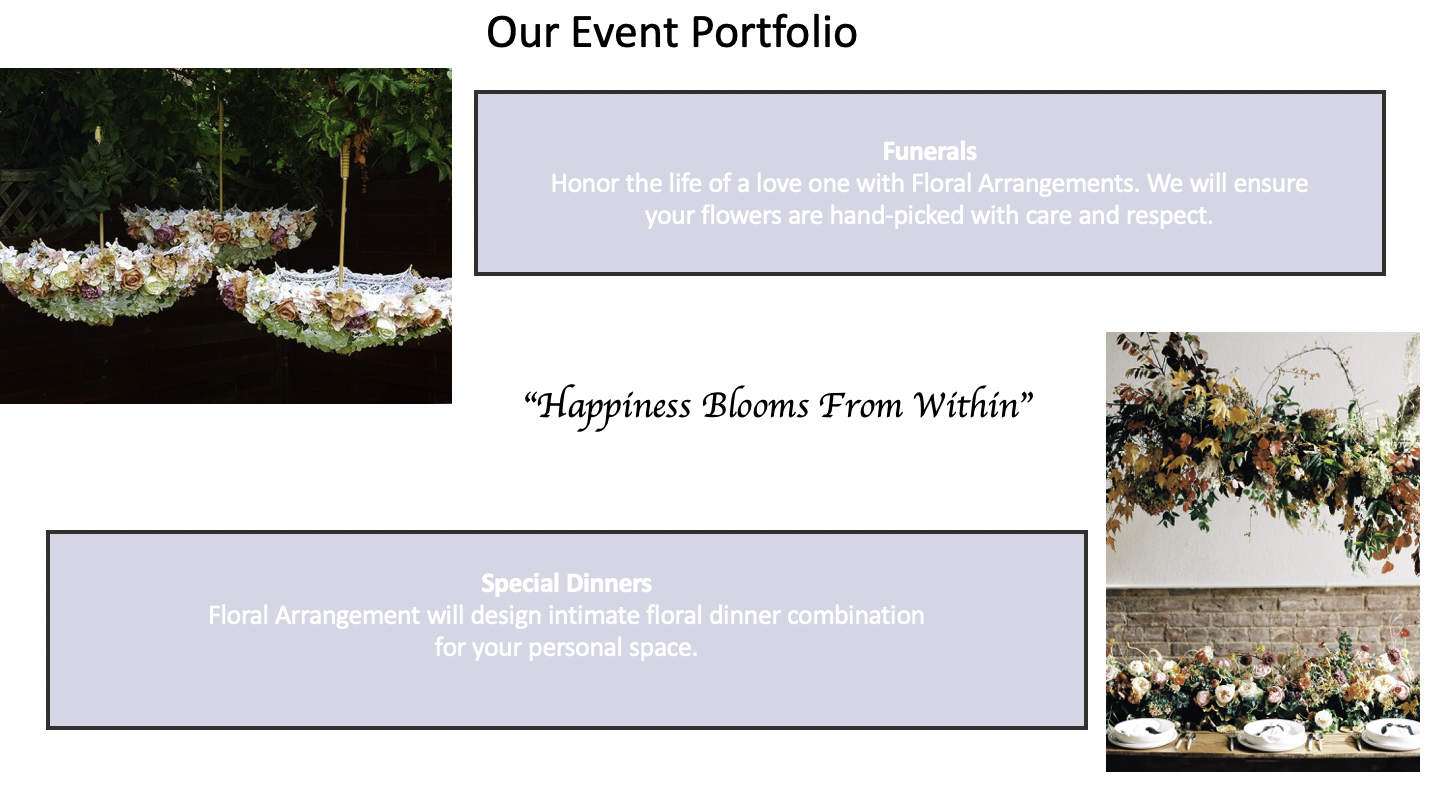 Our Event Portfolio
Funerals
Honor the life of a love one with Floral Arrangements. We will ensure
your flowers are hand-picked with care and respect.
“Happiness Blooms From Within”
Special Dinners
Floral Arrangement will design intimate floral dinner combination
for your personal space.